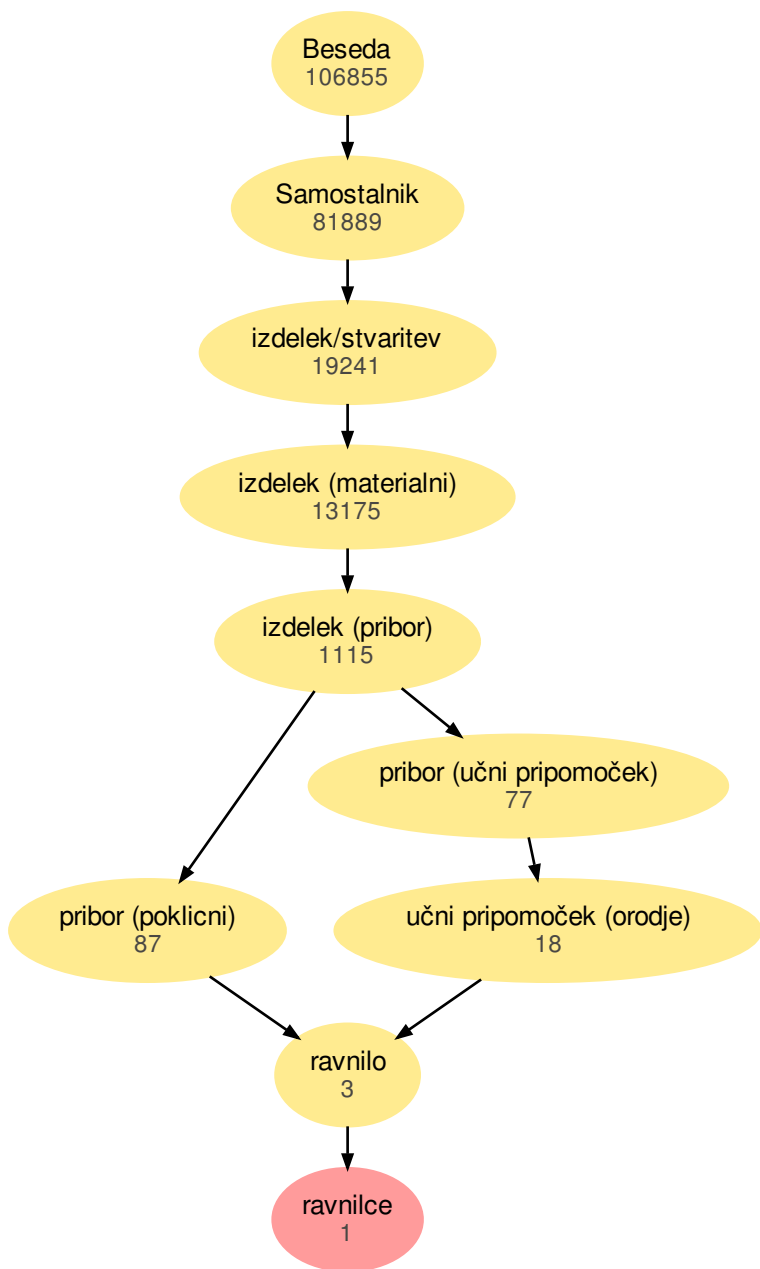 Beseda
106855
Samostalnik
81889
izdelek/stvaritev
19241
izdelek (materialni)
13175
izdelek (pribor)
1115
pribor (učni pripomoček)
77
pribor (poklicni)
87
učni pripomoček (orodje)
18
ravnilo
3
ravnilce
1